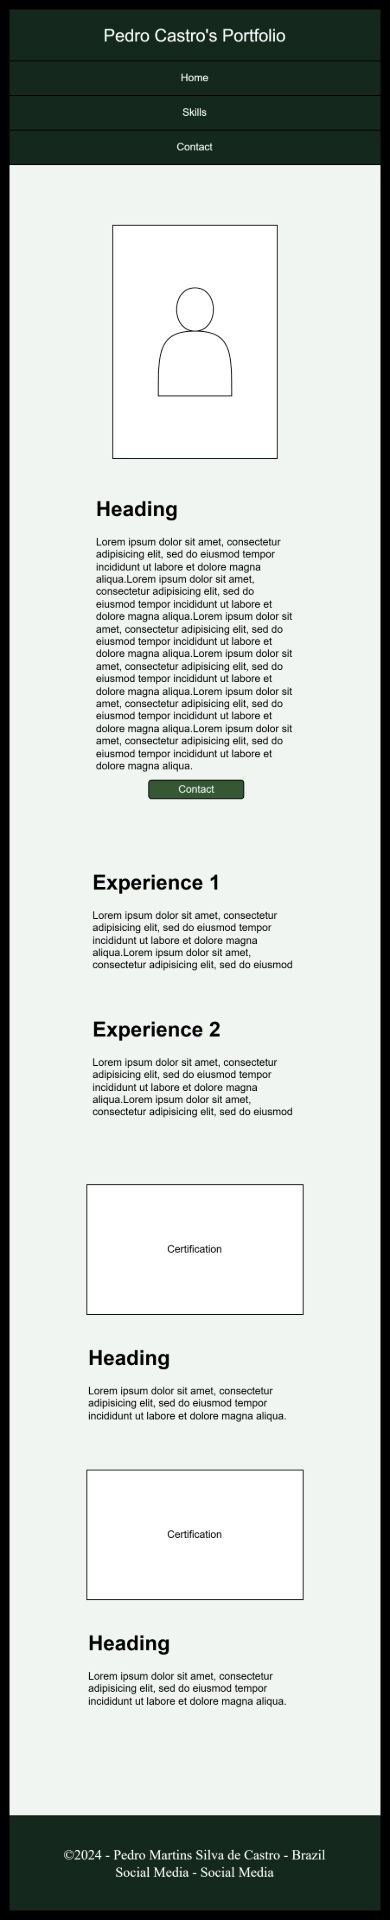 Pedro Castro's Portfolio
Home
Skills
Contact
Heading
Lorem ipsum dolor sit amet, consectetur
adipisicing elit, sed do eiusmod tempor
incididunt ut labore et dolore magna
aliqua.Lorem ipsum dolor sit amet,
consectetur adipisicing elit, sed do
eiusmod tempor incididunt ut labore et
dolore magna aliqua.Lorem ipsum dolor sit
amet, consectetur adipisicing elit, sed do
eiusmod tempor incididunt ut labore et
dolore magna aliqua.Lorem ipsum dolor sit
amet, consectetur adipisicing elit, sed do
eiusmod tempor incididunt ut labore et
dolore magna aliqua.Lorem ipsum dolor sit
amet, consectetur adipisicing elit, sed do
eiusmod tempor incididunt ut labore et
dolore magna aliqua.Lorem ipsum dolor sit
amet, consectetur adipisicing elit, sed do
eiusmod tempor incididunt ut labore et
dolore magna aliqua.
Contact
Experience 1
Lorem ipsum dolor sit amet, consectetur
adipisicing elit, sed do eiusmod tempor
incididunt ut labore et dolore magna
aliqua.Lorem ipsum dolor sit amet,
consectetur adipisicing elit, sed do eiusmod
Experience 2
Lorem ipsum dolor sit amet, consectetur
adipisicing elit, sed do eiusmod tempor
incididunt ut labore et dolore magna
aliqua.Lorem ipsum dolor sit amet,
consectetur adipisicing elit, sed do eiusmod
Certification
Heading
Lorem ipsum dolor sit amet, consectetur
adipisicing elit, sed do eiusmod tempor
incididunt ut labore et dolore magna aliqua.
Certification
Heading
Lorem ipsum dolor sit amet, consectetur
adipisicing elit, sed do eiusmod tempor
incididunt ut labore et dolore magna aliqua.
©2024 - Pedro Martins Silva de Castro - Brazil
Social Media - Social Media